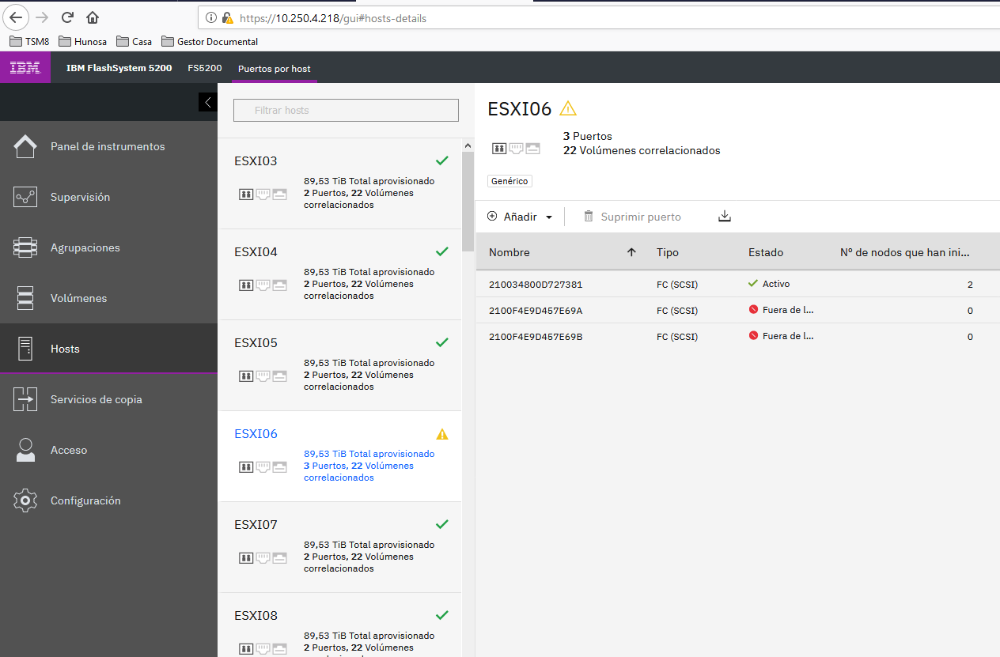 https://10.250.4.218/gui#hosts-details
TSM8 Hunosa Casa Gestor Documental
IBM IBM FlashSystem 5200 FS5200 Puertos por host
Panel de instrumentos
Supervisión
Agrupaciones
Volúmenes
Hosts
Servicios de copia
Acceso
Configuración
Filtrar hosts
ESXI03
89,53 TiB Total aprovisionado
2 Puertos, 22 Volúmenes
correlacionados
ESXI04
89,53 TiB Total aprovisionado
2 Puertos, 22 Volúmenes
correlacionados
ESXI05
89,53 TiB Total aprovisionado
2 Puertos, 22 Volúmenes
correlacionados
ESXI06
89,53 TiB Total aprovisionado
3 Puertos, 22 Volúmenes
correlacionados
ESXI07
89,53 TiB Total aprovisionado
2 Puertos, 22 Volúmenes
correlacionados
ESXI08
89,53 TiB Total aprovisionado
2 Puertos, 22 Volúmenes
ESXI06
3 Puertos
22 Volúmenes correlacionados
Genérico
Añadir Suprimir puerto
Nombre Tipo Estado Nº de nodos que han ini...
210034800D727381 FC (SCSI) Activo 2
2100F4E9D457E69A FC (SCSI) Fuera de l... 0
2100F4E9D457E69B FC (SCSI) Fuera de l... 0